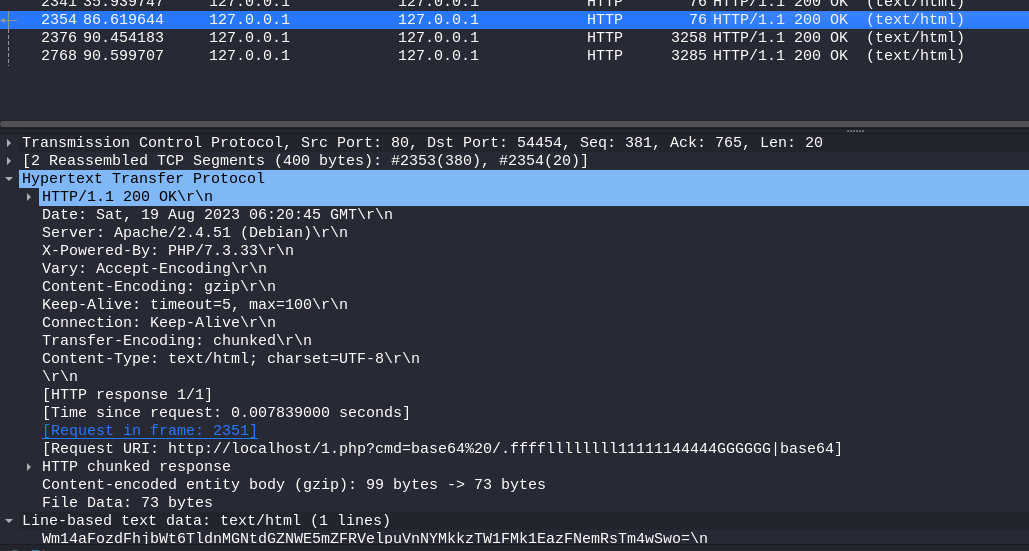 2341 35.939747 127.0.0.1 127.0.0.1 HTTP 76 HTTP/1.1 200 OK (text/html)
2354 86.619644 127.0.0.1 127.0.0.1 HTTP 76 HTTP/1.1 200 OK (text/html)
2376 90.454183 127.0.0.1 127.0.0.1 HTTP 3258 HTTP/1.1 200 OK (text/html)
2768 90.599707 127.0.0.1 127.0.0.1 HTTP 3285 HTTP/1.1 200 OK (text/html)
Transmission Control Protocol, Src Port: 80, Dst Port: 54454, Seq: 381, Ack: 765, Len: 20
[2 Reassembled TCP Segments (400 bytes): #2353(380), #2354(20)]
Hypertext Transfer Protocol
HTTP/1.1 200 OK\r\n
Date: Sat, 19 Aug 2023 06:20:45 GMT\r\n
Server: Apache/2.4.51 (Debian)\r\n
X-Powered-By: PHP/7.3.33\r\n
Vary: Accept-Encoding\r\n
Content-Encoding: gzip\r\n
Keep-Alive: timeout=5, max=100\r\n
Connection: Keep-Alive\r\n
Transfer-Encoding: chunked\r\n
Content-Type: text/html; charset=UTF-8\r\n
\r\n
[HTTP response 1/1]
[Time since request: 0.007839000 seconds]
[Request in frame: 2351]
[Request URI: http://localhost/1.php?cmd=base64%20/.fffflllllllll11111144444GGGGGG|base64]
HTTP chunked response
Content-encoded entity body (gzip): 99 bytes -> 73 bytes
File Data: 73 bytes
Line-based text data: text/html (1 lines)